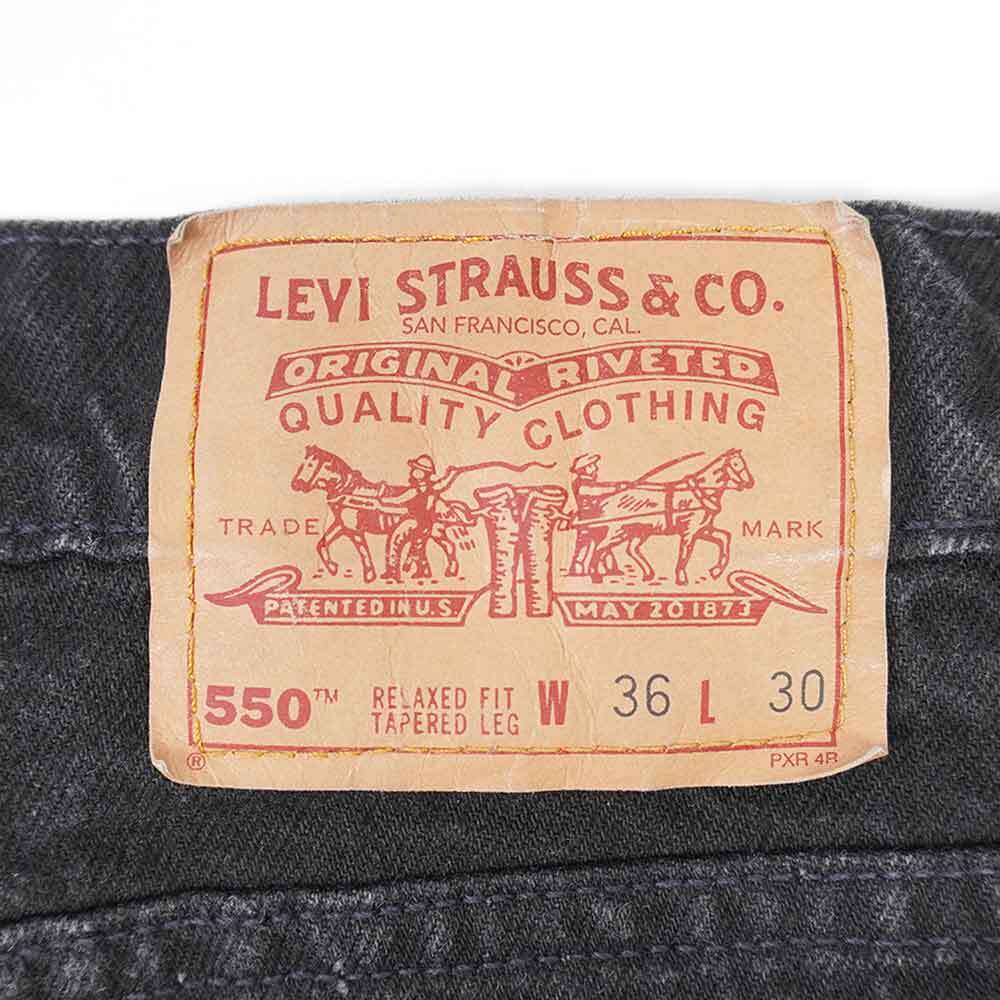 LEVI STRAUSS & CO.
SAN FRANCISCO, CAL.
ORIGINAL RIVETED
QUALITY CLOTHING
TRADE MARK
PATENTED IN U.S. MAY 20 1873
550™ RELAXED FIT W 36 L 30
TAPERED LEG
® PXR 4R